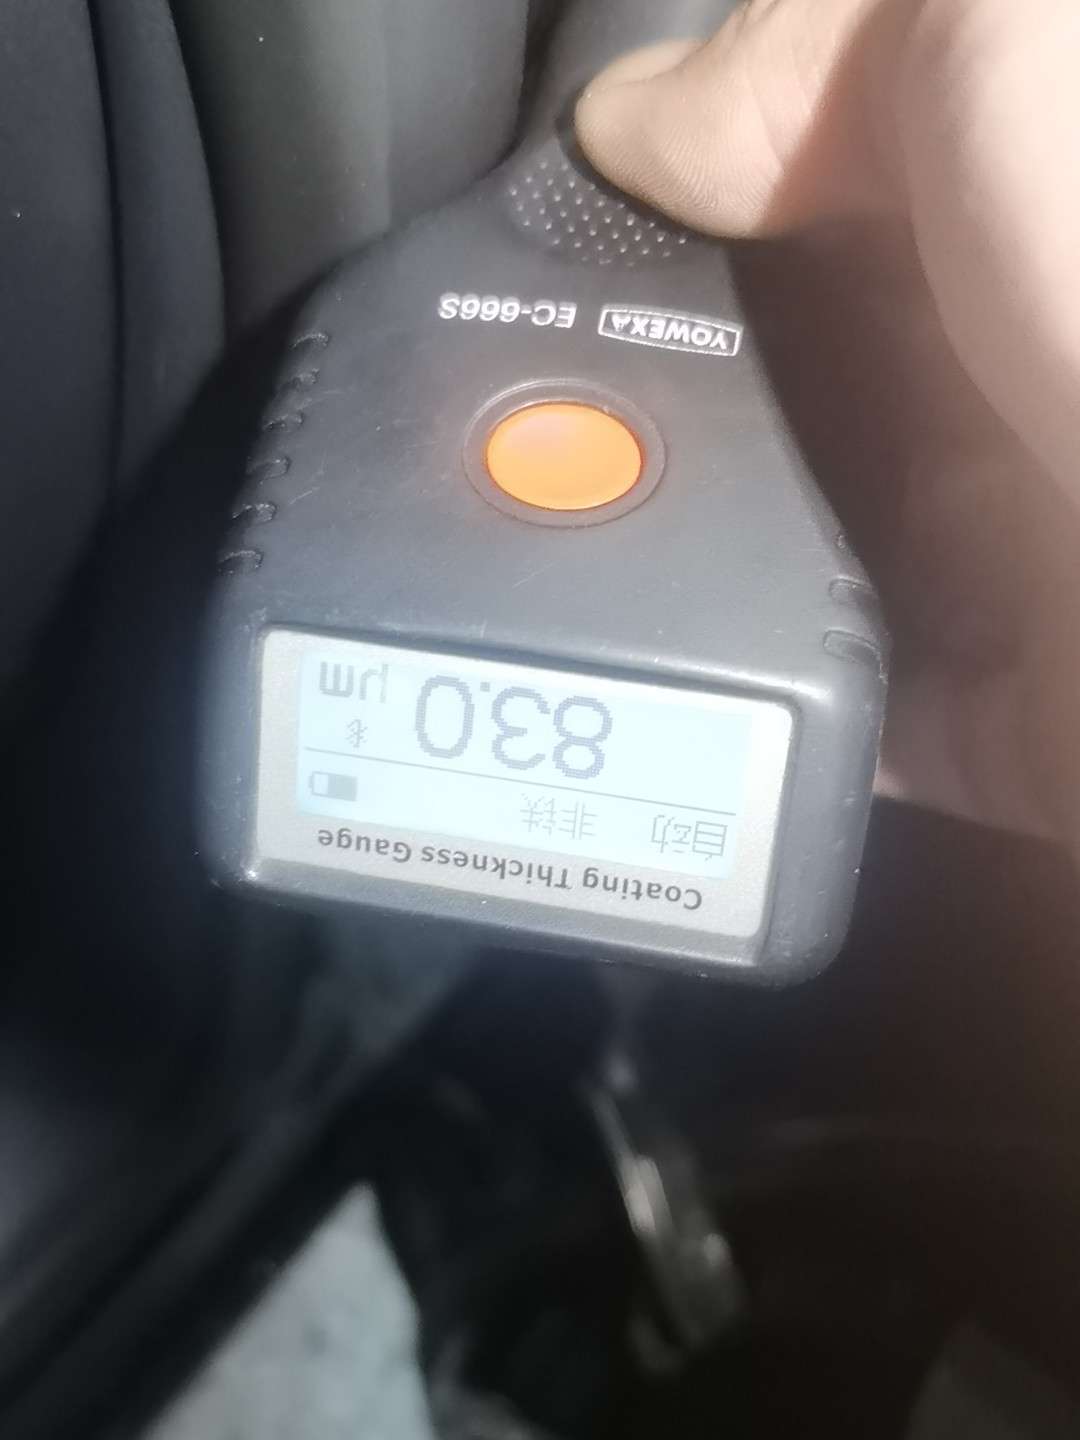 Coating Thickness Gauge
自动 非铁
83.0 µm
YOWEXA EC-666S